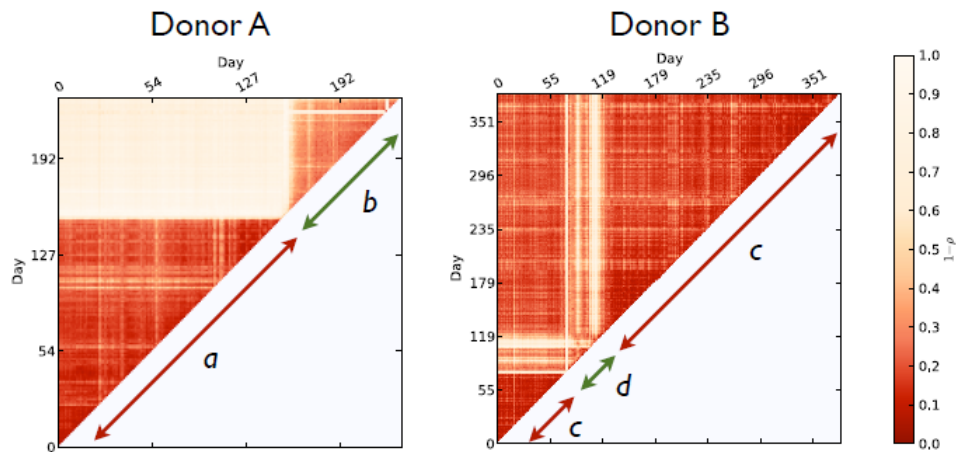 Donor A
Donor B
Day
0 54 127 192
192
127
54
0
Day
a
b
Day
0 55 119 179 235 296 351
351
296
235
179
119
55
0
Day
c
d
c
1.0
0.9
0.8
0.7
0.6
0.5
0.4
0.3
0.2
0.1
0.0
1−ρ